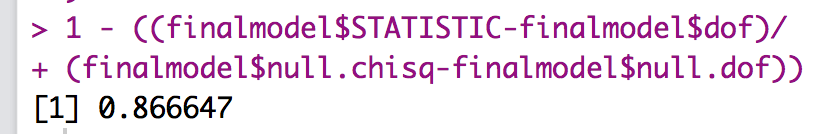 > 1 - ((finalmodel$STATISTIC-finalmodel$dof)/
+ (finalmodel$null.chisq-finalmodel$null.dof))
[1] 0.866647